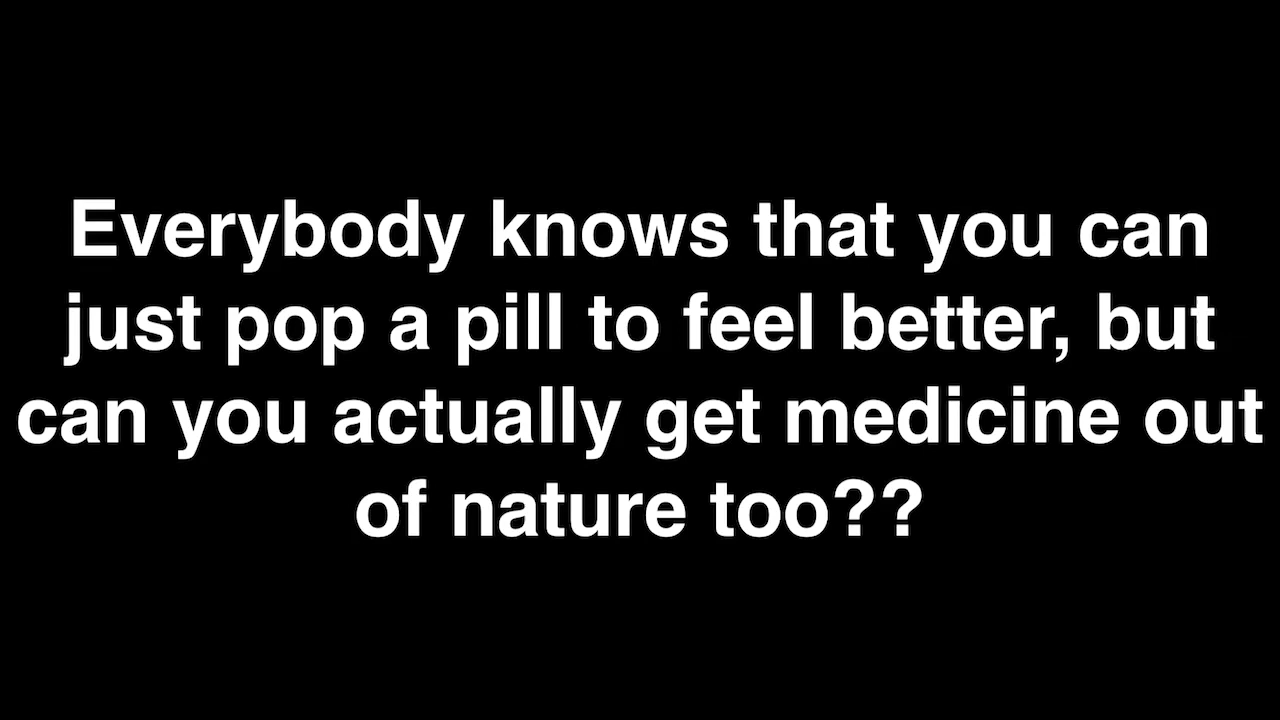 Everybody knows that you can
just pop a pill to feel better, but
can you actually get medicine out
of nature too??